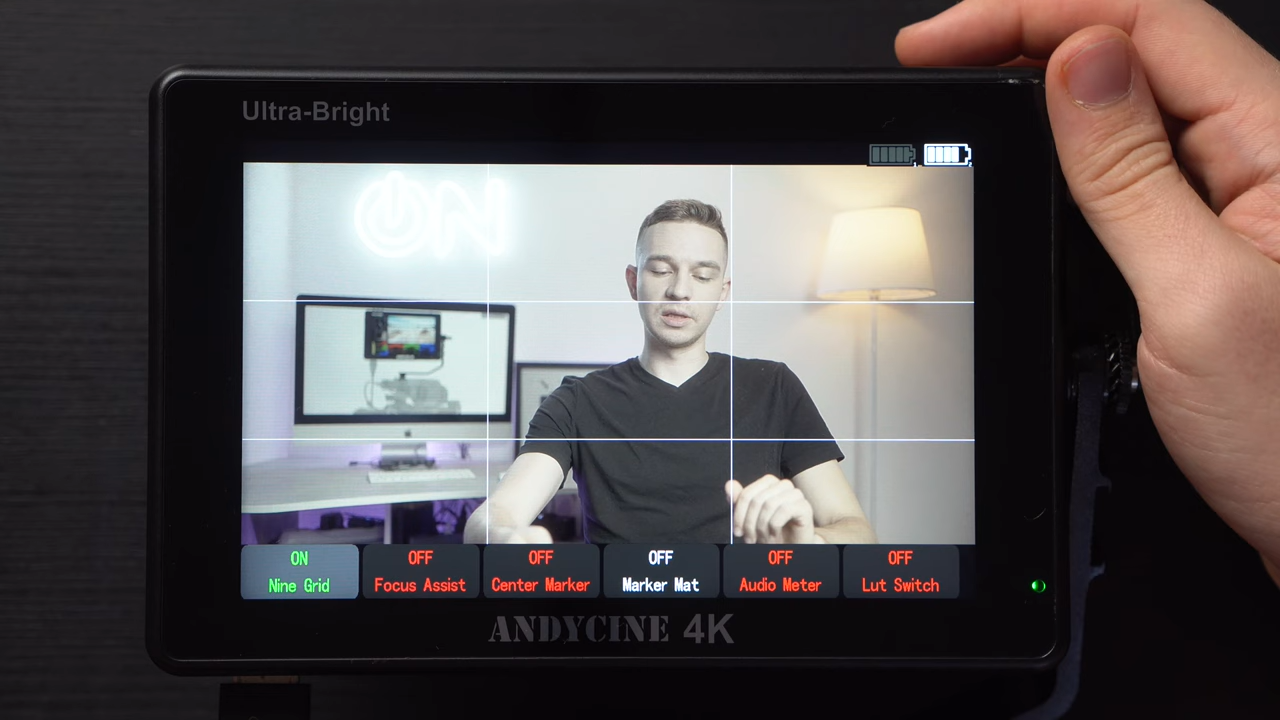 Ultra-Bright
ON
ON OFF OFF OFF OFF OFF
Nine Grid Focus Assist Center Marker Marker Mat Audio Meter Lut Switch
ANDYCINE 4K